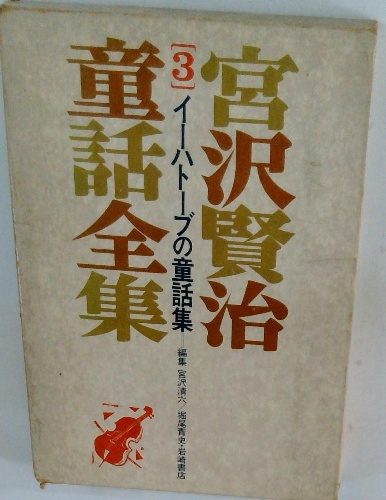 宮沢賢治
童話全集
[3]イーハトーブの童話集
編集 宮沢清六/堀尾青史・岩崎書店